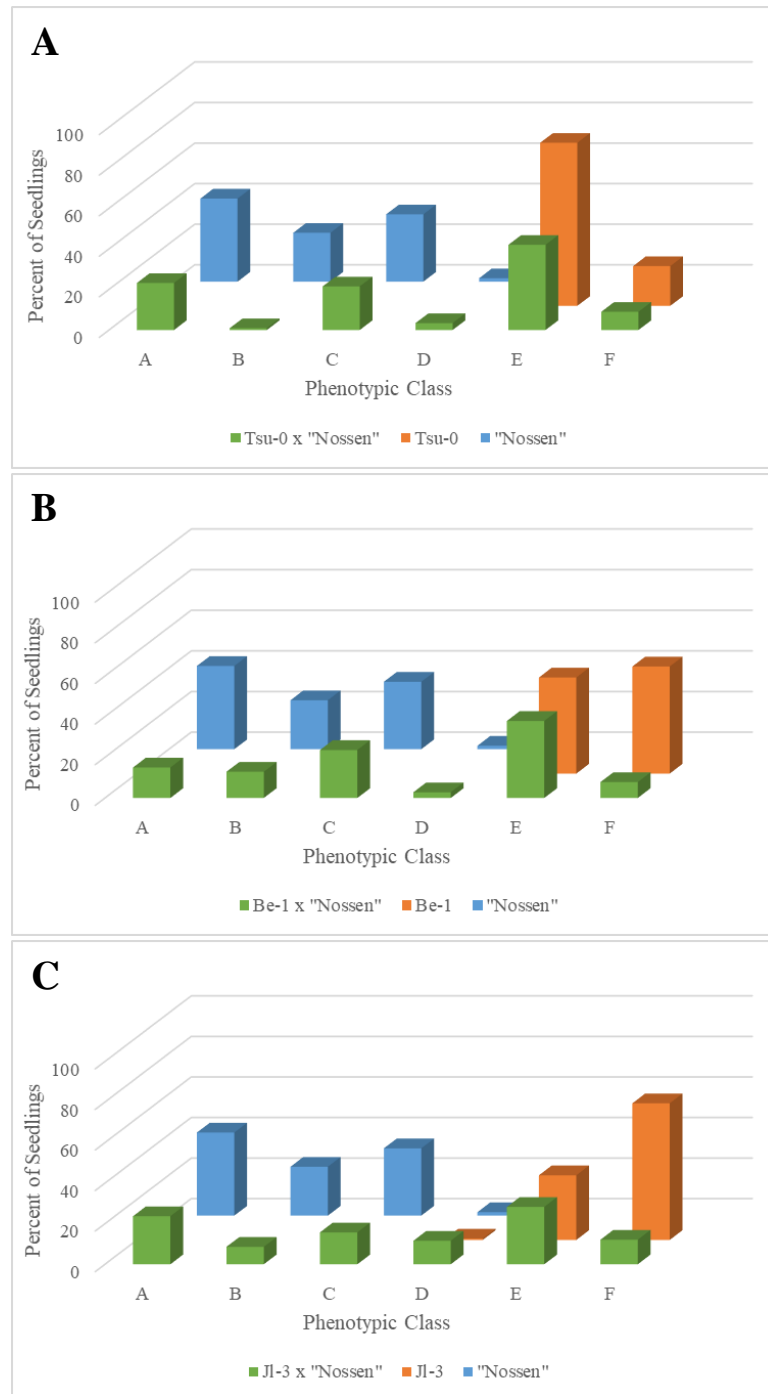 A
Percent of Seedlings
100
80
60
40
20
0
A B C D E F
Phenotypic Class
Tsu-0 x "Nossen" Tsu-0 "Nossen"
B
Percent of Seedlings
100
80
60
40
20
0
A B C D E F
Phenotypic Class
Be-1 x "Nossen" Be-1 "Nossen"
C
Percent of Seedlings
100
80
60
40
20
0
A B C D E F
Phenotypic Class
Jl-3 x "Nossen" Jl-3 "Nossen"